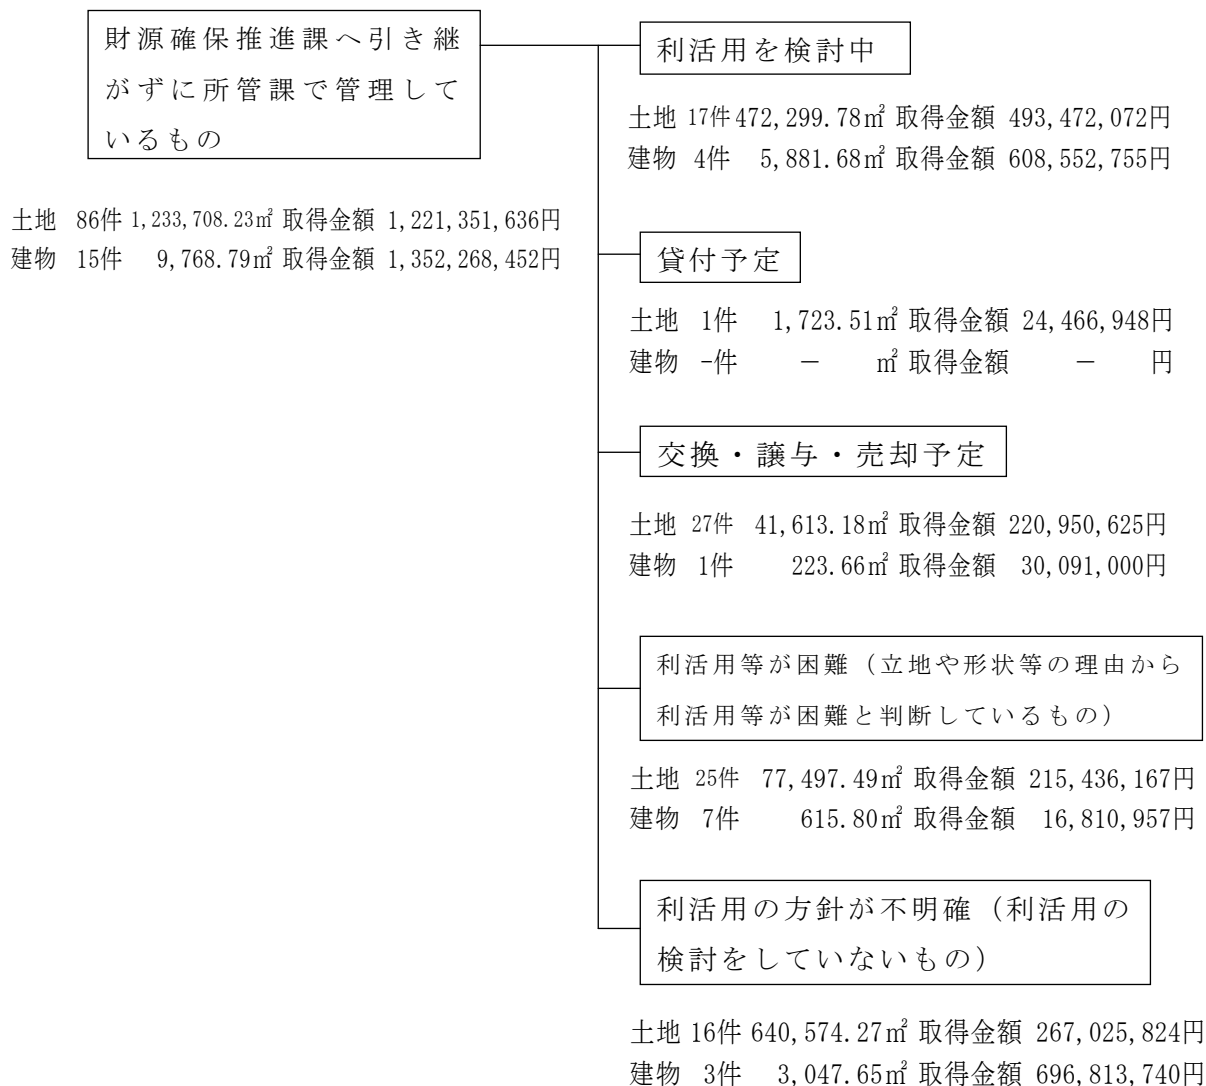 財源確保推進課へ引き継
がずに所管課で管理して
いるもの
土地 86件 1,233,708.23㎡ 取得金額 1,221,351,636円
建物 15件 9,768.79㎡ 取得金額 1,352,268,452円
利活用を検討中
土地 17件 472,299.78㎡ 取得金額 493,472,072円
建物 4件 5,881.68㎡ 取得金額 608,552,755円
貸付予定
土地 1件 1,723.51㎡ 取得金額 24,466,948円
建物 -件 － ㎡ 取得金額 － 円
交換・譲与・売却予定
土地 27件 41,613.18㎡ 取得金額 220,950,625円
建物 1件 223.66㎡ 取得金額 30,091,000円
利活用等が困難（立地や形状等の理由から
利活用等が困難と判断しているもの）
土地 25件 77,497.49㎡ 取得金額 215,436,167円
建物 7件 615.80㎡ 取得金額 16,810,957円
利活用の方針が不明確（利活用の
検討をしていないもの）
土地 16件 640,574.27㎡ 取得金額 267,025,824円
建物 3件 3,047.65㎡ 取得金額 696,813,740円